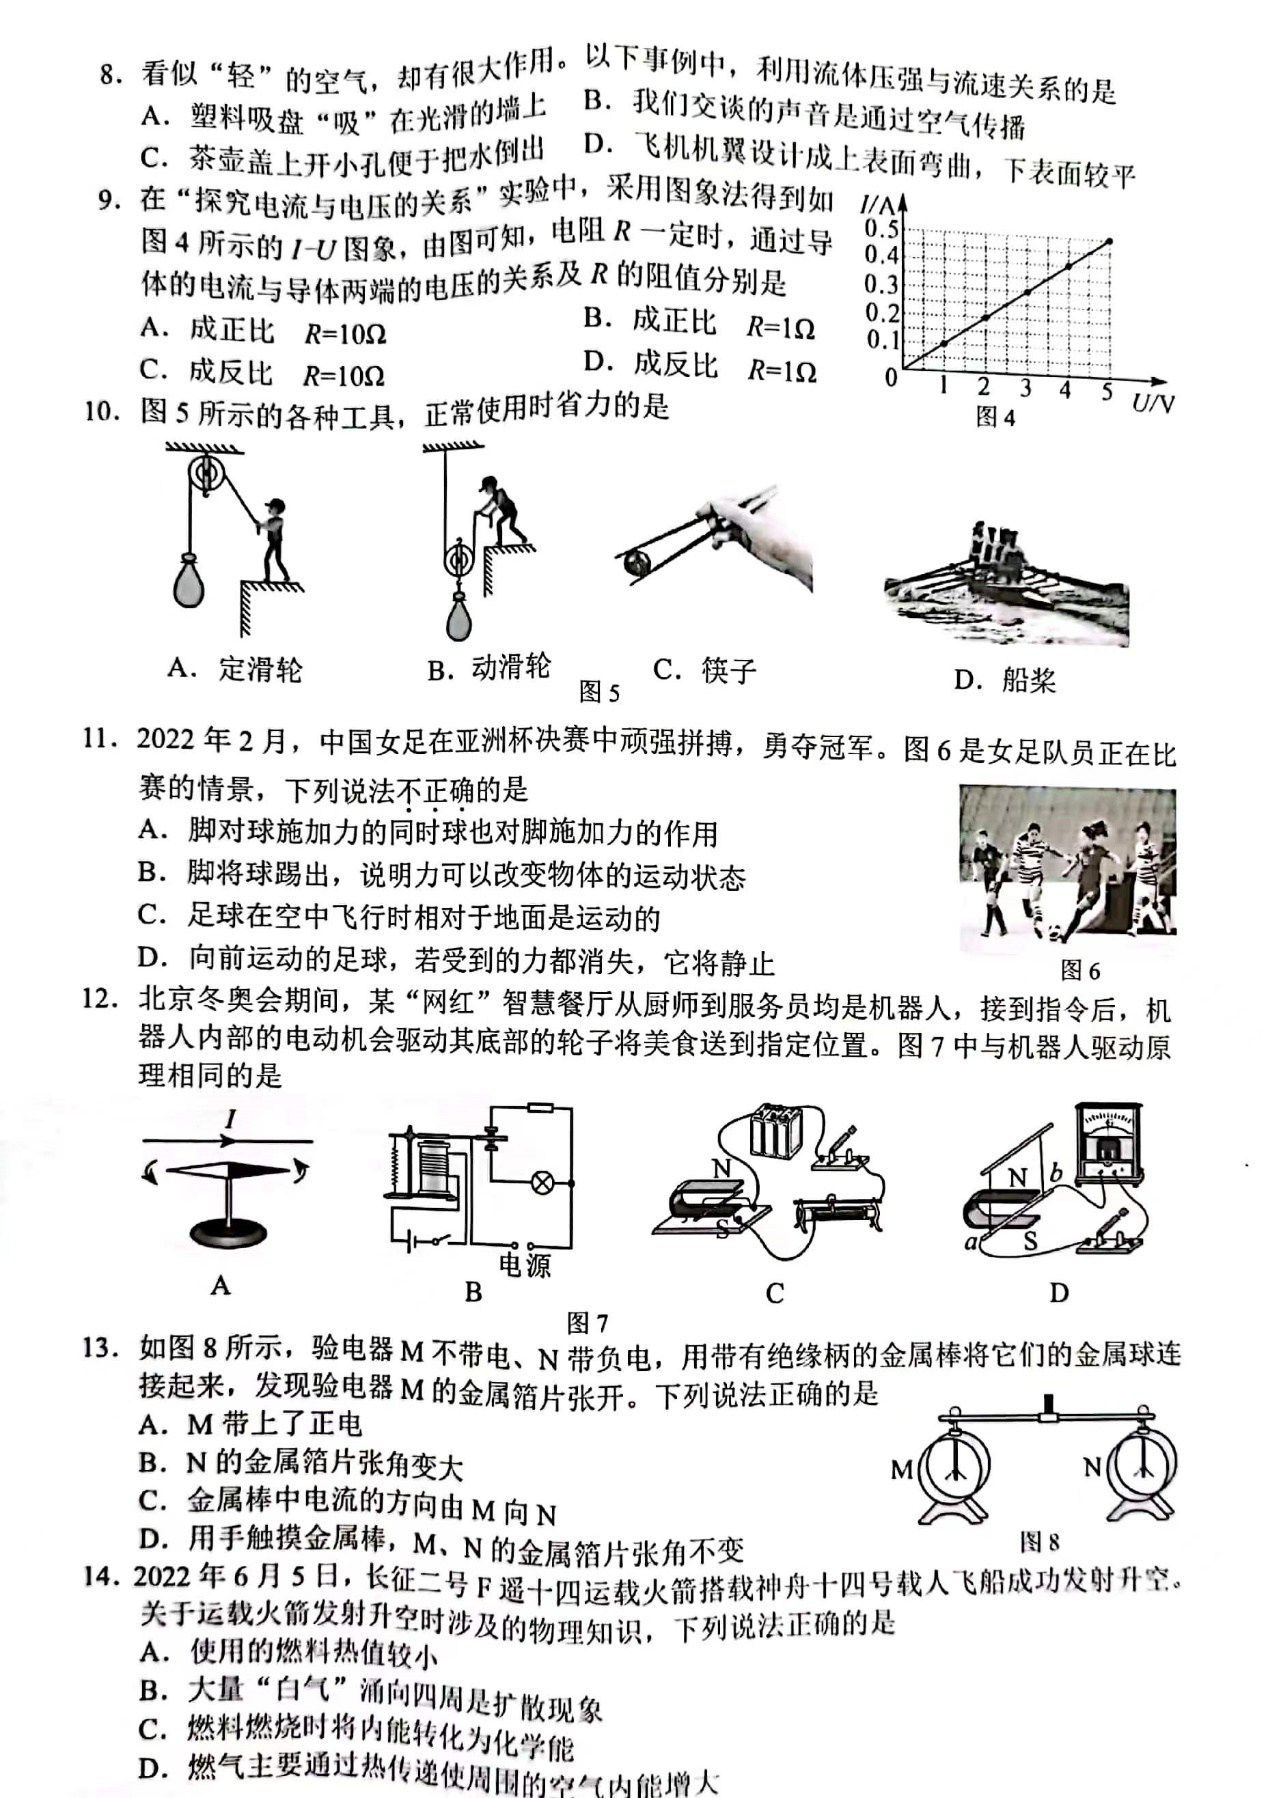 8. 看似“轻”的空气，却有很大作用。以下事例中，利用流体压强与流速关系的是
A. 塑料吸盘“吸”在光滑的墙上 B. 我们交谈的声音是通过空气传播
C. 茶壶盖上开小孔便于把水倒出 D. 飞机机翼设计成上表面弯曲，下表面较平
9. 在“探究电流与电压的关系”实验中，采用图象法得到如
图4所示的I-U图象，由图可知，电阻R一定时，通过导
体的电流与导体两端的电压的关系及R的阻值分别是
A. 成正比 R=10Ω B. 成正比 R=1Ω
C. 成反比 R=10Ω D. 成反比 R=1Ω
I/A
0.5
0.4
0.3
0.2
0.1
0 1 2 3 4 5 U/V
图4
10. 图5所示的各种工具，正常使用时省力的是
A. 定滑轮 B. 动滑轮 C. 筷子 D. 船桨
图5
11. 2022年2月，中国女足在亚洲杯决赛中顽强拼搏，勇夺冠军。图6是女足队员正在比
赛的情景，下列说法不正确的是
A. 脚对球施加力的同时球也对脚施加力的作用
B. 脚将球踢出，说明力可以改变物体的运动状态
C. 足球在空中飞行时相对于地面是运动的
D. 向前运动的足球，若受到的力都消失，它将静止
图6
12. 北京冬奥会期间，某“网红”智慧餐厅从厨师到服务员均是机器人，接到指令后，机
器人内部的电动机会驱动其底部的轮子将美食送到指定位置。图7中与机器人驱动原
理相同的是
I
电源
N
S
N
S
a
b
G
A B C D
图7
13. 如图8所示，验电器M不带电、N带负电，用带有绝缘柄的金属棒将它们的金属球连
接起来，发现验电器M的金属箔片张开。下列说法正确的是
A. M带上了正电
B. N的金属箔片张角变大
C. 金属棒中电流的方向由M向N
D. 用手触摸金属棒，M、N的金属箔片张角不变
M N
图8
14. 2022年6月5日，长征二号F遥十四运载火箭搭载神舟十四号载人飞船成功发射升空。
关于运载火箭发射升空时涉及的物理知识，下列说法正确的是
A. 使用的燃料热值较小
B. 大量“白气”涌向四周是扩散现象
C. 燃料燃烧时将内能转化为化学能
D. 燃气主要通过热传递使周围的空气内能增大